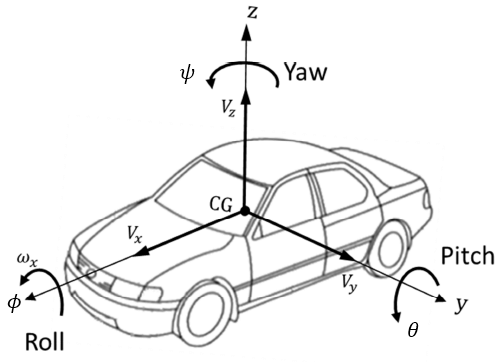 z
ψ
Yaw
V_z
CG
V_x
ω_x
ϕ
Roll
V_y
Pitch
y
θ